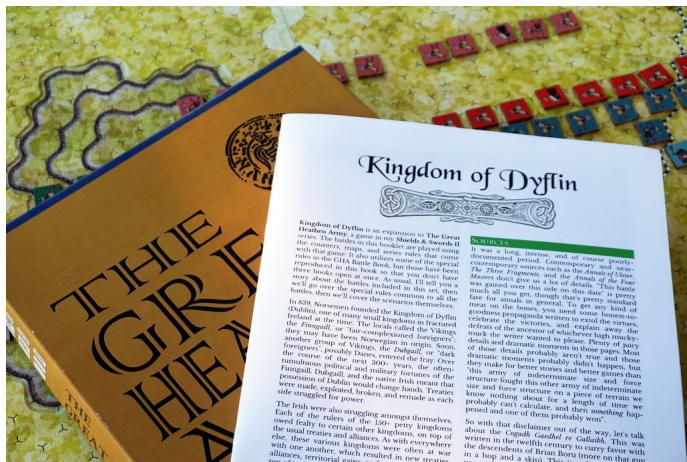 THE
GRE
HEA
A
Kingdom of Dyflin
Kingdom of Dyflin is an expansion to The Great
Heathen Army, a game in my Shields & Swords II
series. The battles in this booklet are played using
the counters, maps, and series rules that come
with that game. It also utilizes some of the special
rules in the GHA Battle Book, but those have been
reproduced in this book so that you don't have
three books open at once. As usual, I'll tell you a
story about the battles included in this set, then
we'll go over the special rules common to all the
battles, then we'll cover the scenarios themselves.
In 839, Norsemen founded the Kingdom of Dyflin
(Dublin), one of many small kingdoms in fractured
Ireland at the time. The locals called the Vikings
the Finngaill, or "fair-complexioned foreigners";
they may have been Norwegian in origin. Soon,
another group of Vikings, the Dubgaill, or "dark
foreigners", possibly Danes, entered the fray. Over
the course of the next 200+ years, the often-
tumultuous political and military fortunes of the
Finngaill, Dubgaill, and the native Irish meant that
possession of Dublin would change hands. Treaties
were made, exploited, broken, and remade as each
side struggled for power.
The Irish were also struggling amongst themselves.
Each of the rulers of the 150+ petty kingdoms
owed fealty to certain other kingdoms, on top of
the usual treaties and alliances. As with everywhere
else, these various kingdoms were often at war
with one another, which resulted in new treaties,
alliances, territorial gains,
SOURCES
It was a long, intense, and of course poorly-
documented period. Contemporary and near-
contemporary sources such as the Annals of Ulster,
The Three Fragments, and the Annals of the Four
Masters don't give us a lot of details. "This battle
was gained over this side on this date" is pretty
much all you get, though that's pretty standard
fare for annals in general. To get any kind of
meat on the bones, you need some honest-to-
goodness propaganda written to extol the virtues,
celebrate the victories, and explain away the
defeats of the ancestor of whichever high mucky-
muck the writer wanted to please. Plenty of juicy
details and dramatic moments in those pages. Most
of those details probably aren't true and those
dramatic moments probably didn't happen, but
they make for better stories and better games than
"this army of indeterminate size and force
structure fought this other army of indeterminate
size and force structure on a piece of terrain we
know nothing about for a length of time we
probably can't calculate, and then something hap-
pened and one of them probably won".
So with that disclaimer out of the way, let's talk
about the Cogadh Gaedhel re Gallaibh. This was
written in the twelfth century to curry favor with
the descendents of Brian Boru (more on that guy
in a hop and a skip). This